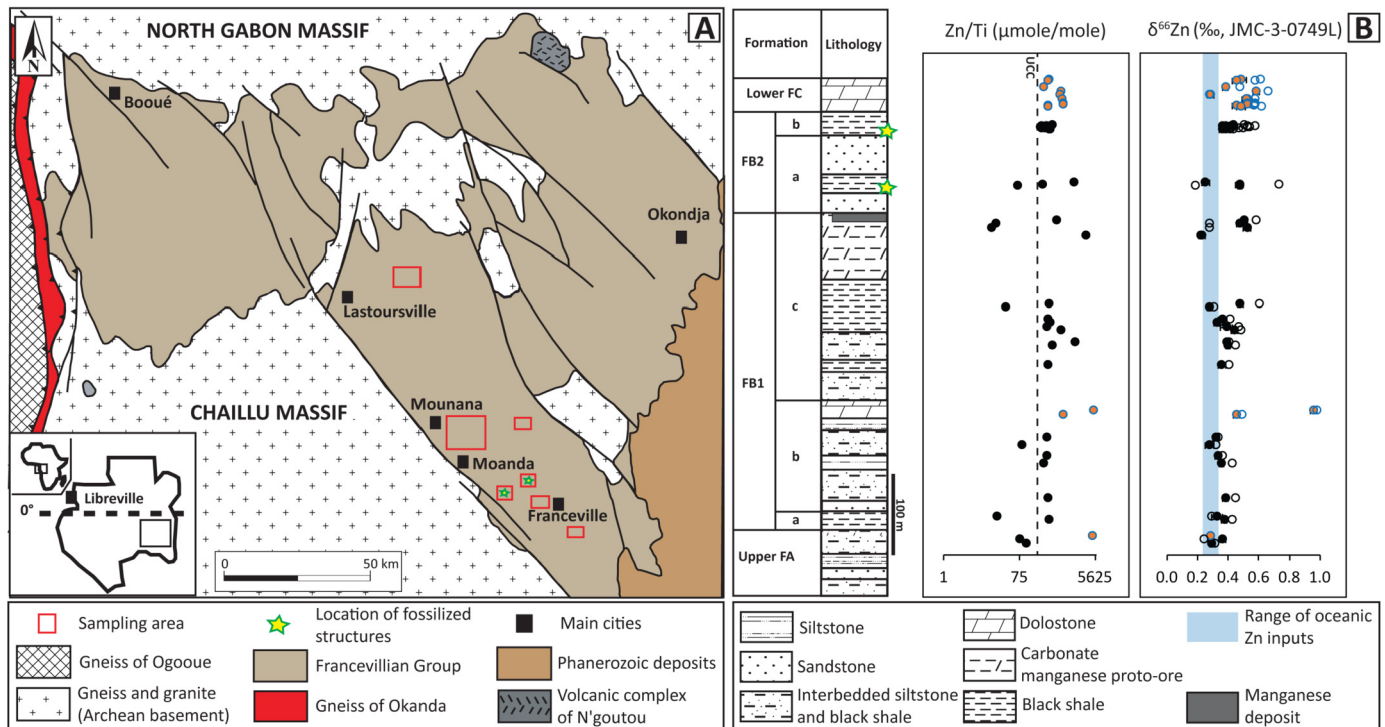 NORTH GABON MASSIF
A
N
Booué
Okondja
Lastoursville
CHAILLU MASSIF
Mounana
Moanda
Franceville
Libreville
0°
0
50 km
Sampling area
Location of fossilized
structures
Main cities
Gneiss of Ogooue
Francevillian Group
Phanerozoic deposits
Gneiss and granite
(Archean basement)
Gneiss of Okanda
Volcanic complex
of N'goutou
Formation
Lithology
Lower FC
FB2
b
a
FB1
c
b
a
Upper FA
100 m
Zn/Ti (µmole/mole)
UCC
1
75
5625
δ⁶⁶Zn (‰, JMC-3-0749L)
B
0.0
0.2
0.4
0.6
0.8
1.0
Siltstone
Dolostone
Range of oceanic
Zn inputs
Sandstone
Carbonate
manganese proto-ore
Interbedded siltstone
and black shale
Black shale
Manganese
deposit